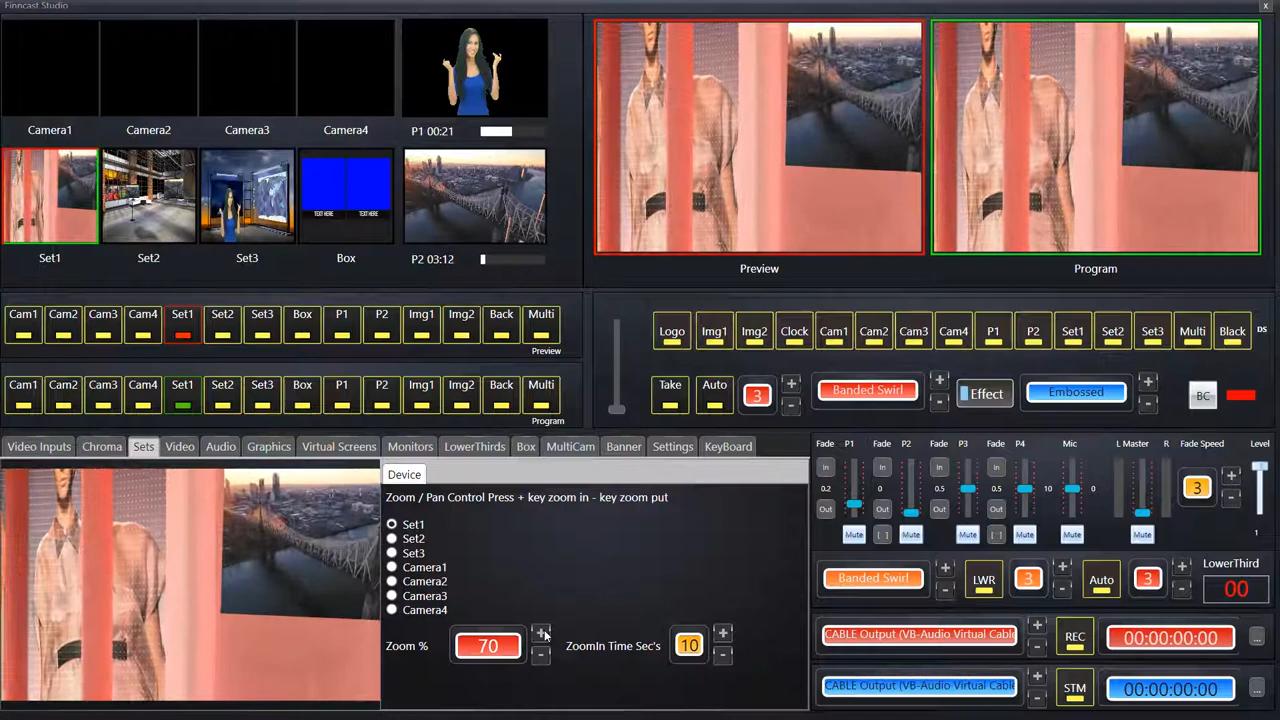 Finncast Studio
x
Camera1 Camera2 Camera3 Camera4 P1 00:21
TEXT HERE TEXT HERE
Set1 Set2 Set3 Box P2 03:12
Preview Program
Cam1 Cam2 Cam3 Cam4 Set1 Set2 Set3 Box P1 P2 Img1 Img2 Back Multi
Preview
Logo Img1 Img2 Clock Cam1 Cam2 Cam3 Cam4 P1 P2 Set1 Set2 Set3 Multi Black DS
Cam1 Cam2 Cam3 Cam4 Set1 Set2 Set3 Box P1 P2 Img1 Img2 Back Multi
Program
Take Auto 3 + - Banded Swirl + - Effect Embossed + - BC
Video Inputs Chroma Sets Video Audio Graphics Virtual Screens Monitors LowerThirds Box MultiCam Banner Settings KeyBoard
Device
Zoom / Pan Control Press + key zoom in - key zoom put
Set1
Set2
Set3
Camera1
Camera2
Camera3
Camera4
Zoom % 70 + - ZoomIn Time Sec's 10 + -
Fade P1 Fade P2 Fade P3 Fade P4 Mic L Master R Fade Speed Level
In In In In
0.2 0 0.5 0.5 10 0 3 + -
Out Out Out Out
Mute [ ] Mute Mute [ ] Mute Mute Mute 1
Banded Swirl + - LWR 3 + - Auto 3 + - LowerThird
00
CABLE Output (VB-Audio Virtual Cable + - REC 00:00:00:00 ...
CABLE Output (VB-Audio Virtual Cable + - STM 00:00:00:00 ...